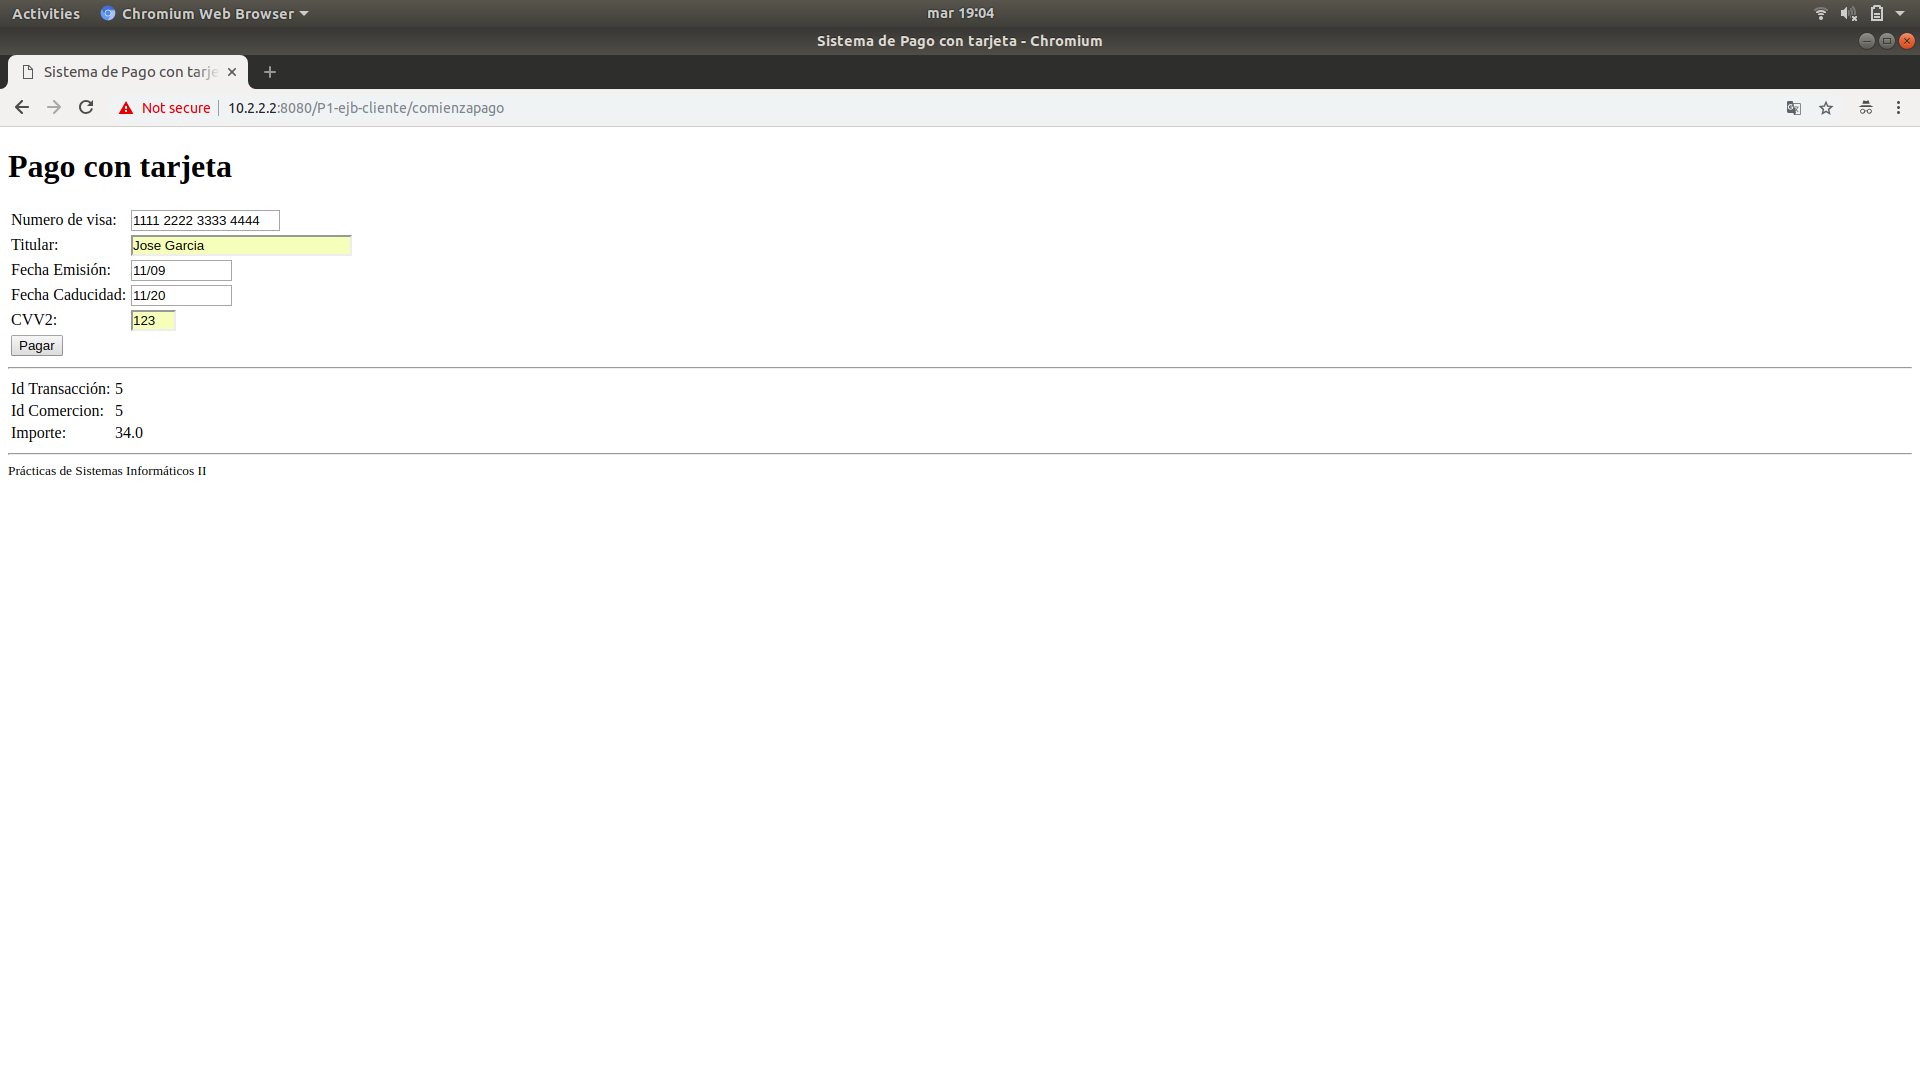 Activities Chromium Web Browser mar 19:04
Sistema de Pago con tarjeta - Chromium
Sistema de Pago con tarje
Not secure 10.2.2.2:8080/P1-ejb-cliente/comienzapago
Pago con tarjeta
Numero de visa: 1111 2222 3333 4444
Titular: Jose Garcia
Fecha Emisión: 11/09
Fecha Caducidad: 11/20
CVV2: 123
Pagar
Id Transacción: 5
Id Comercion: 5
Importe: 34.0
Prácticas de Sistemas Informáticos II